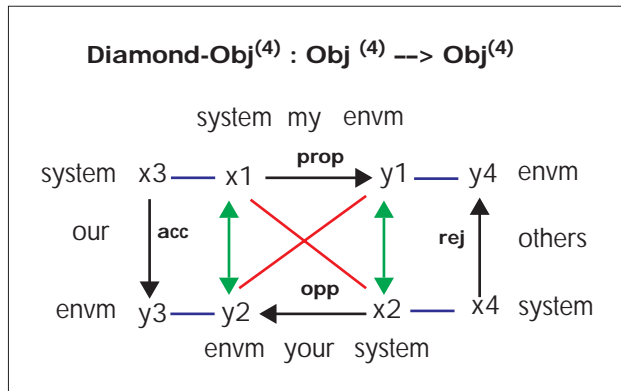 Diamond-Obj(4) : Obj (4) --> Obj(4)
system my envm
prop
system x3 x1 y1 y4 envm
our acc rej others
opp
envm y3 y2 x2 x4 system
envm your system